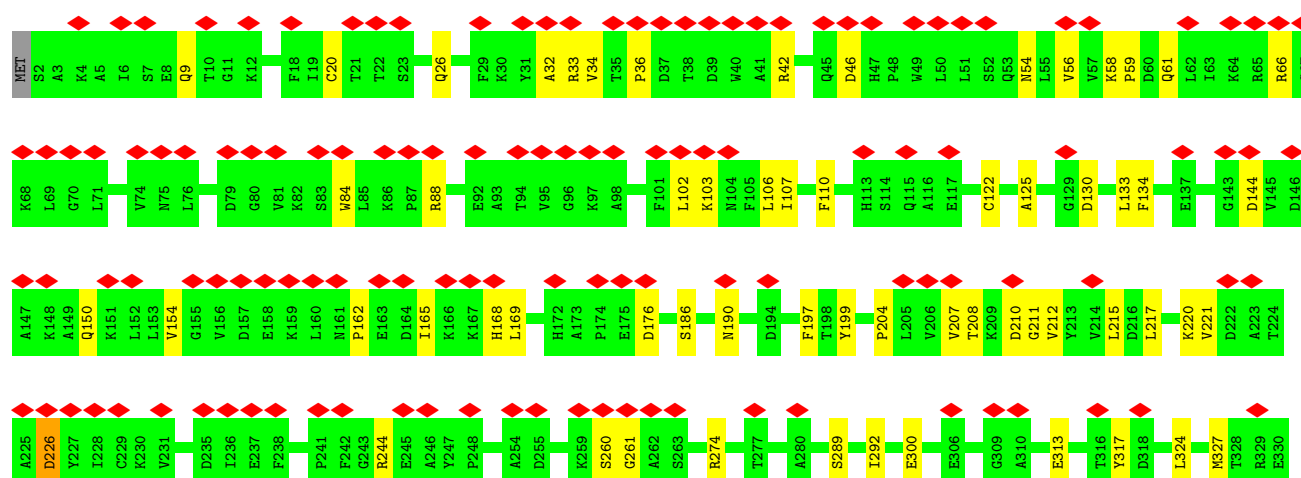 MET S2 A3 K4 A5 I6 S7 E8 Q9 T10 G11 K12 F18 I19 C20 T21 T22 S23 Q26 F29 K30 Y31 A32 R33 V34 T35 P36 D37 T38 D39 W40 A41 R42 Q45 D46 H47 P48 W49 L50 L51 S52 Q53 N54 L55 V56 V57 K58 P59 D60 Q61 L62 I63 K64 R65 R66
K68 L69 G70 L71 V74 N75 L76 D79 G80 V81 K82 S83 W84 L85 K86 P87 R88 E92 A93 T94 V95 G96 K97 A98 F101 L102 K103 N104 F105 L106 I107 F110 H113 S114 Q115 A116 E117 C122 A125 G129 D130 L133 F134 E137 G143 D144 V145 D146
A147 K148 A149 Q150 K151 L152 L153 V154 G155 V156 D157 E158 K159 L160 N161 P162 E163 D164 I165 K166 K167 H168 L169 H172 A173 P174 E175 D176 S186 N190 D194 F197 T198 Y199 P204 L205 V206 V207 T208 K209 D210 G211 V212 Y213 V214 L215 D216 L217 K220 V221 D222 A223 T224
A225 D226 Y227 I228 C229 K230 V231 D235 I236 E237 F238 P241 F242 G243 R244 E245 A246 Y247 P248 A254 D255 K259 S260 G261 A262 S263 R274 T277 A280 S289 I292 E300 E306 G309 A310 E313 T316 Y317 D318 L324 M327 T328 R329 E330